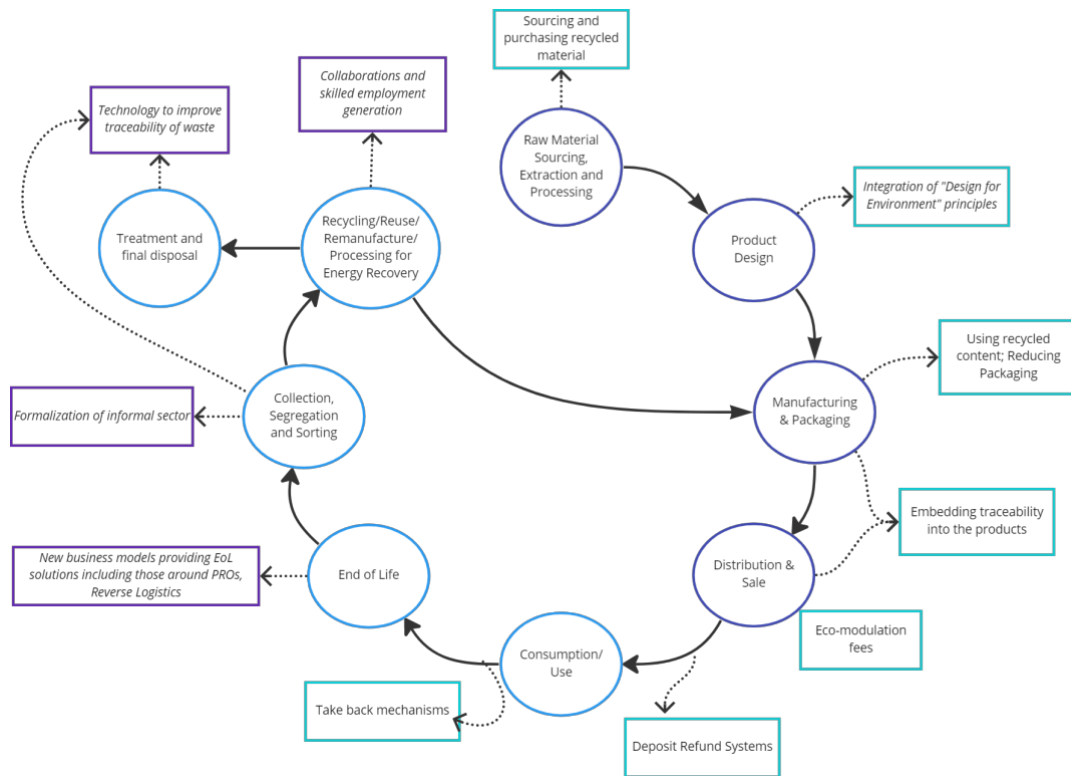 Sourcing and
purchasing recycled
material
Collaborations and
skilled employment
generation
Technology to improve
traceability of waste
Raw Material
Sourcing,
Extraction and
Processing
Integration of "Design for
Environment" principles
Recycling/Reuse/
Remanufacture/
Processing for
Energy Recovery
Treatment and
final disposal
Product
Design
Using recycled
content; Reducing
Packaging
Collection,
Segregation
and Sorting
Formalization of informal sector
Manufacturing
& Packaging
Embedding traceability
into the products
New business models providing EoL
solutions including those around PROs,
Reverse Logistics
End of Life
Distribution &
Sale
Eco-modulation
fees
Consumption/
Use
Take back mechanisms
Deposit Refund Systems